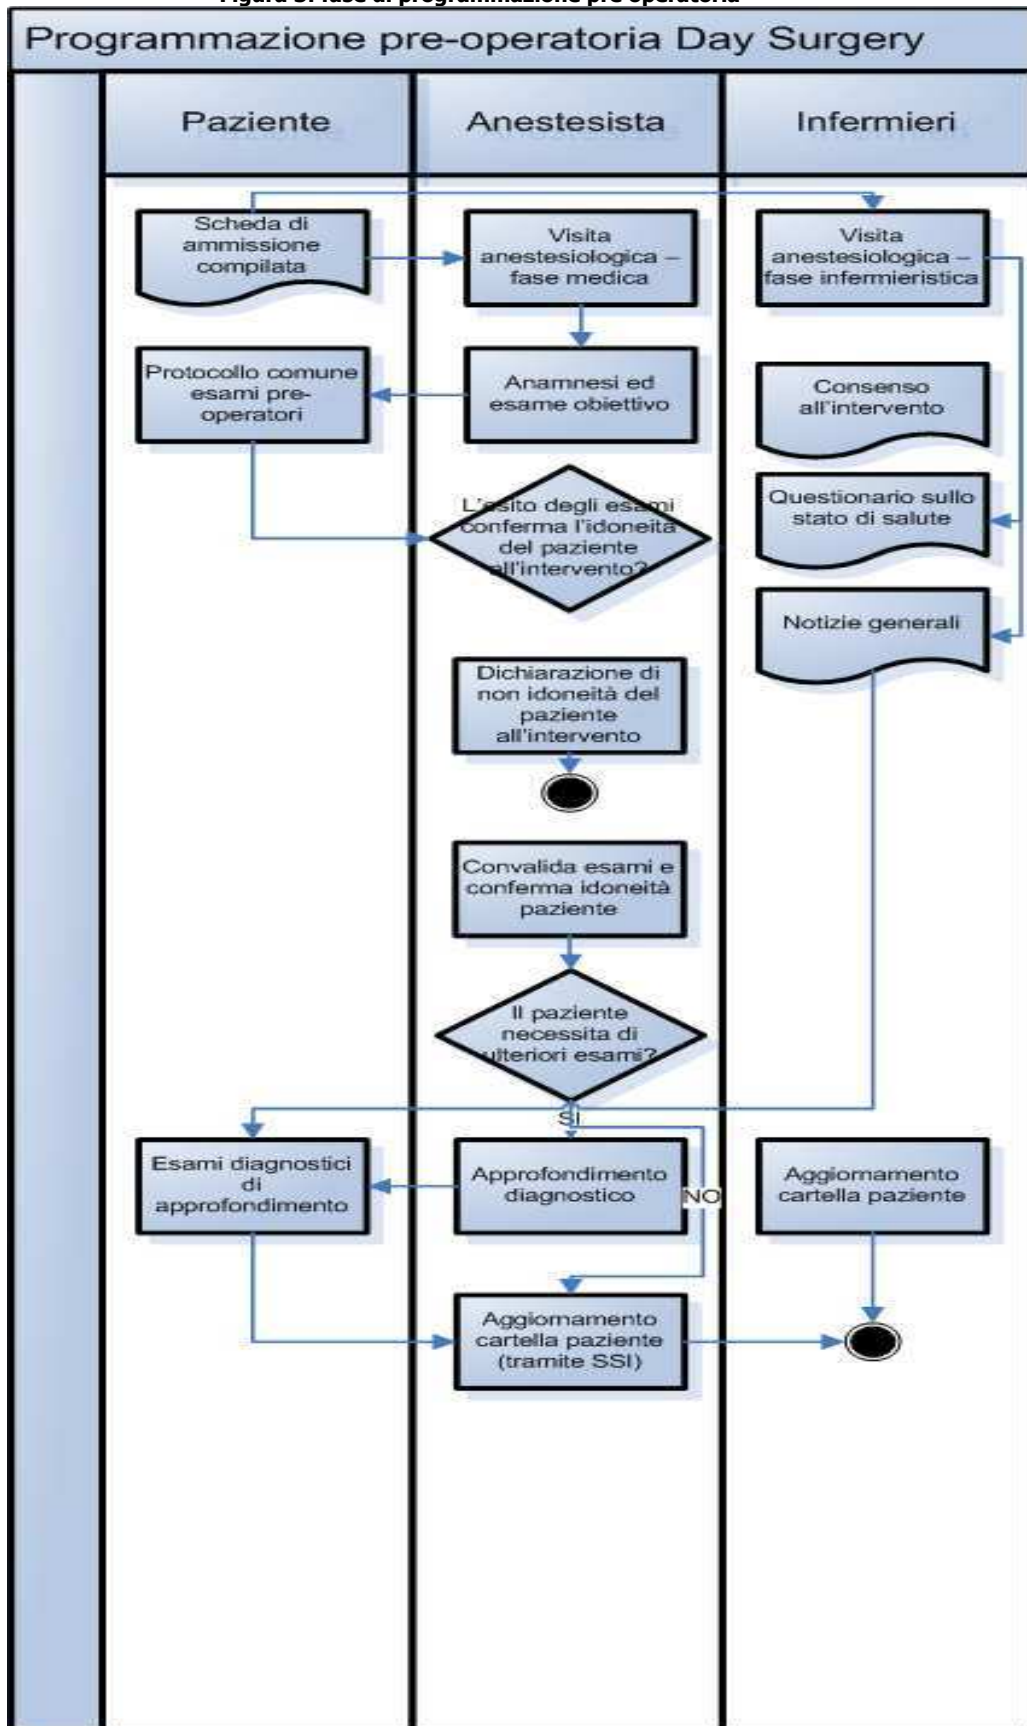 Figura 3: fase di programmazione pre-operatoria
Programmazione pre-operatoria Day Surgery
Paziente
Anestesista
Infermieri
Scheda di
ammissione
compilata
Visita
anestesiologica –
fase medica
Visita
anestesiologica –
fase infermieristica
Protocollo comune
esami pre-
operatori
Anamnesi ed
esame obiettivo
Consenso
all'intervento
L'esito degli esami
conferma l'idoneità
del paziente
all'intervento?
Questionario sullo
stato di salute
Notizie generali
Dichiarazione di
non idoneità del
paziente
all'intervento
Convalida esami e
conferma idoneità
paziente
Il paziente
necessita di
ulteriori esami?
SI
Esami diagnostici
di
approfondimento
Approfondimento
diagnostico
NO
Aggiornamento
cartella paziente
Aggiornamento
cartella paziente
(tramite SSI)